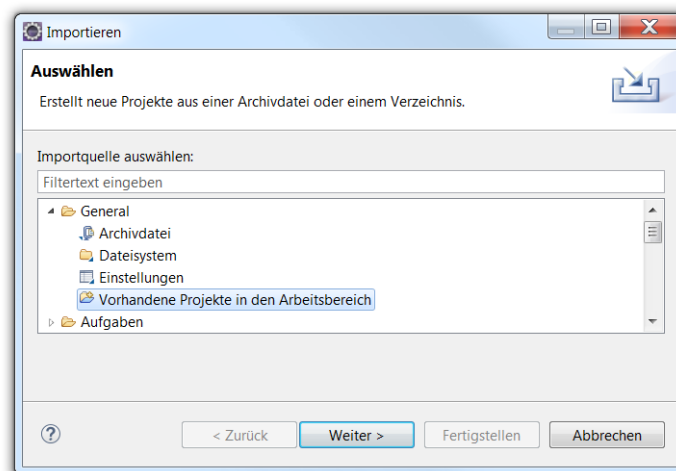 Importieren
Auswählen
Erstellt neue Projekte aus einer Archivdatei oder einem Verzeichnis.
Importquelle auswählen:
Filtertext eingeben
General
Archivdatei
Dateisystem
Einstellungen
Vorhandene Projekte in den Arbeitsbereich
Aufgaben
? < Zurück Weiter > Fertigstellen Abbrechen